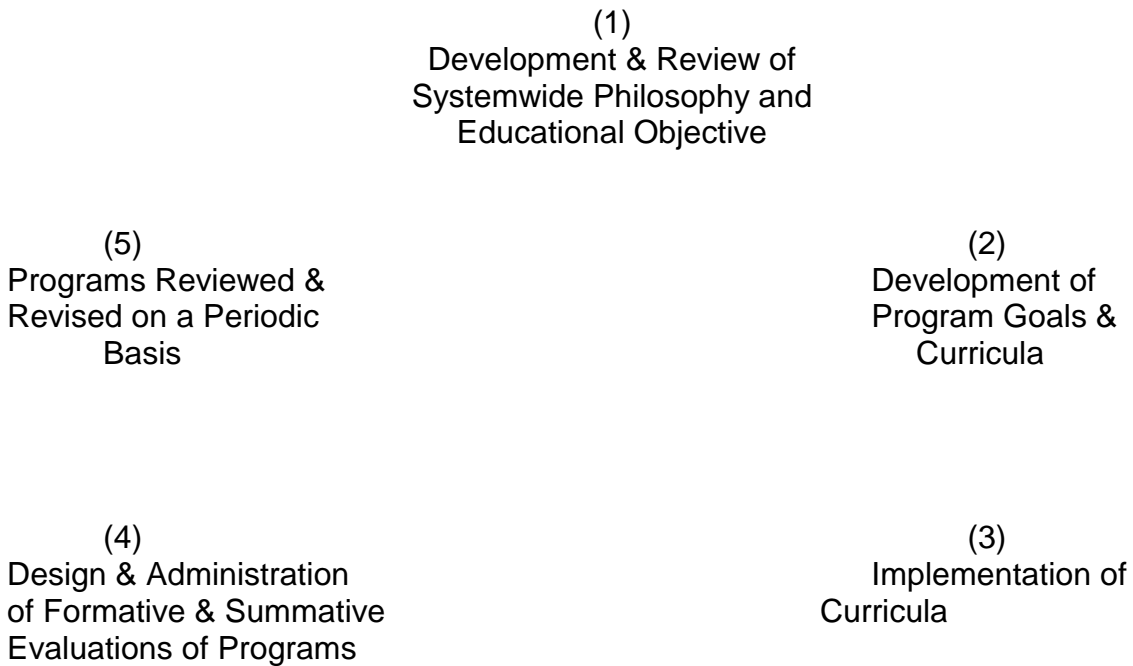 (1)
Development & Review of
Systemwide Philosophy and
Educational Objective
(5)
Programs Reviewed &
Revised on a Periodic
Basis
(2)
Development of
Program Goals &
Curricula
(4)
Design & Administration
of Formative & Summative
Evaluations of Programs
(3)
Implementation of
Curricula